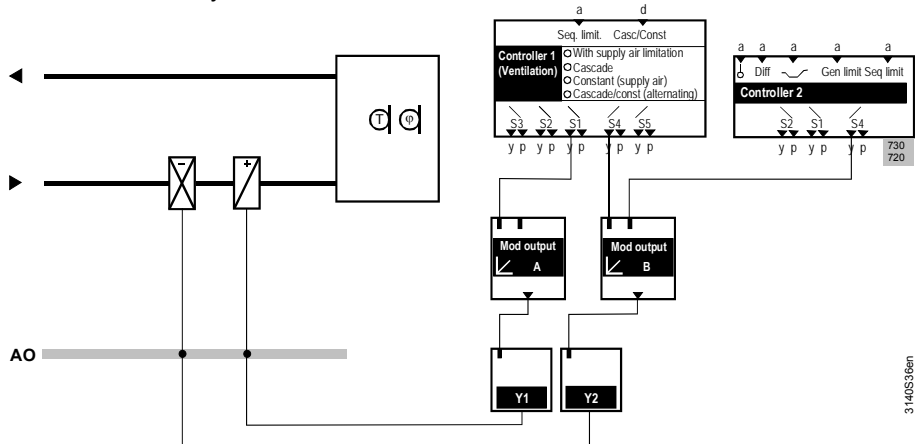 a d
Seq. limit. Casc/Const
Controller 1
(Ventilation)
With supply air limitation
Cascade
Constant (supply air)
Cascade/const (alternating)
S3 S2 S1 S4 S5
y p y p y p y p y p
a a a a a
Diff Gen limit Seq limit
Controller 2
S2 S1 S4
y p y p y p
730
720
T φ
- +
Mod output
A
Mod output
B
AO
Y1
Y2
3140S36en